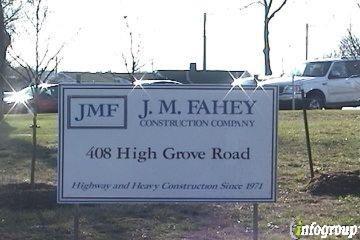 JMF
J. M. FAHEY
CONSTRUCTION COMPANY
408 High Grove Road
Highway and Heavy Construction Since 1971
infogroup